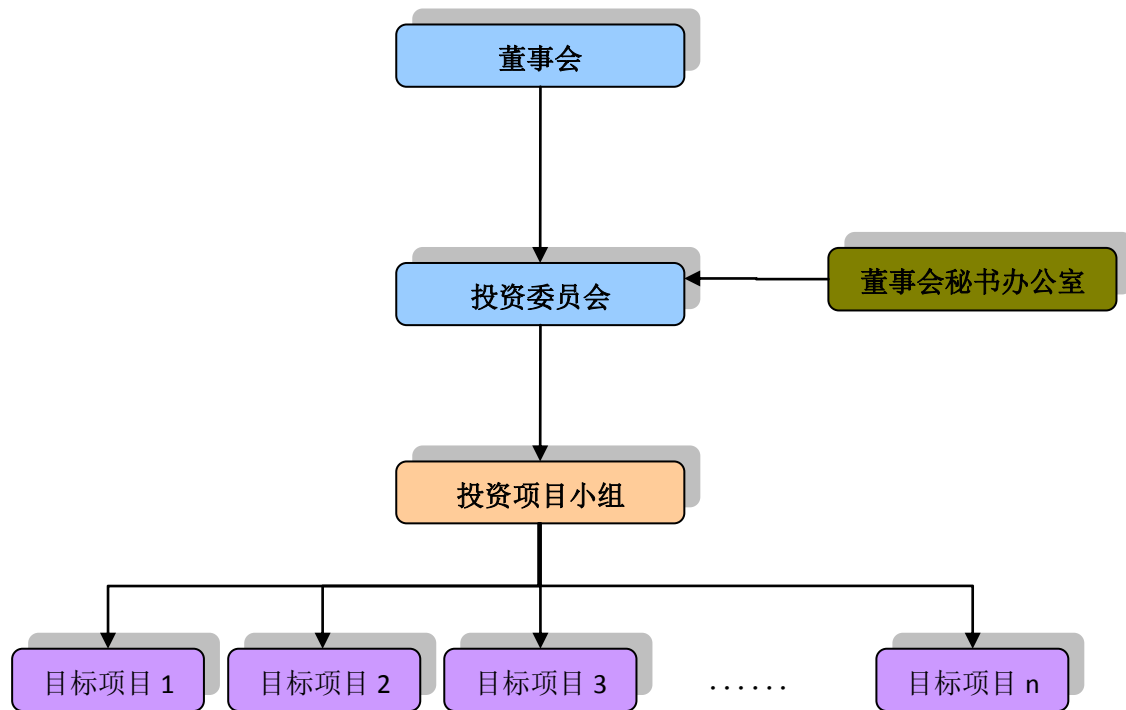 董事会
投资委员会
董事会秘书办公室
投资项目小组
目标项目 1
目标项目 2
目标项目 3
······
目标项目 n